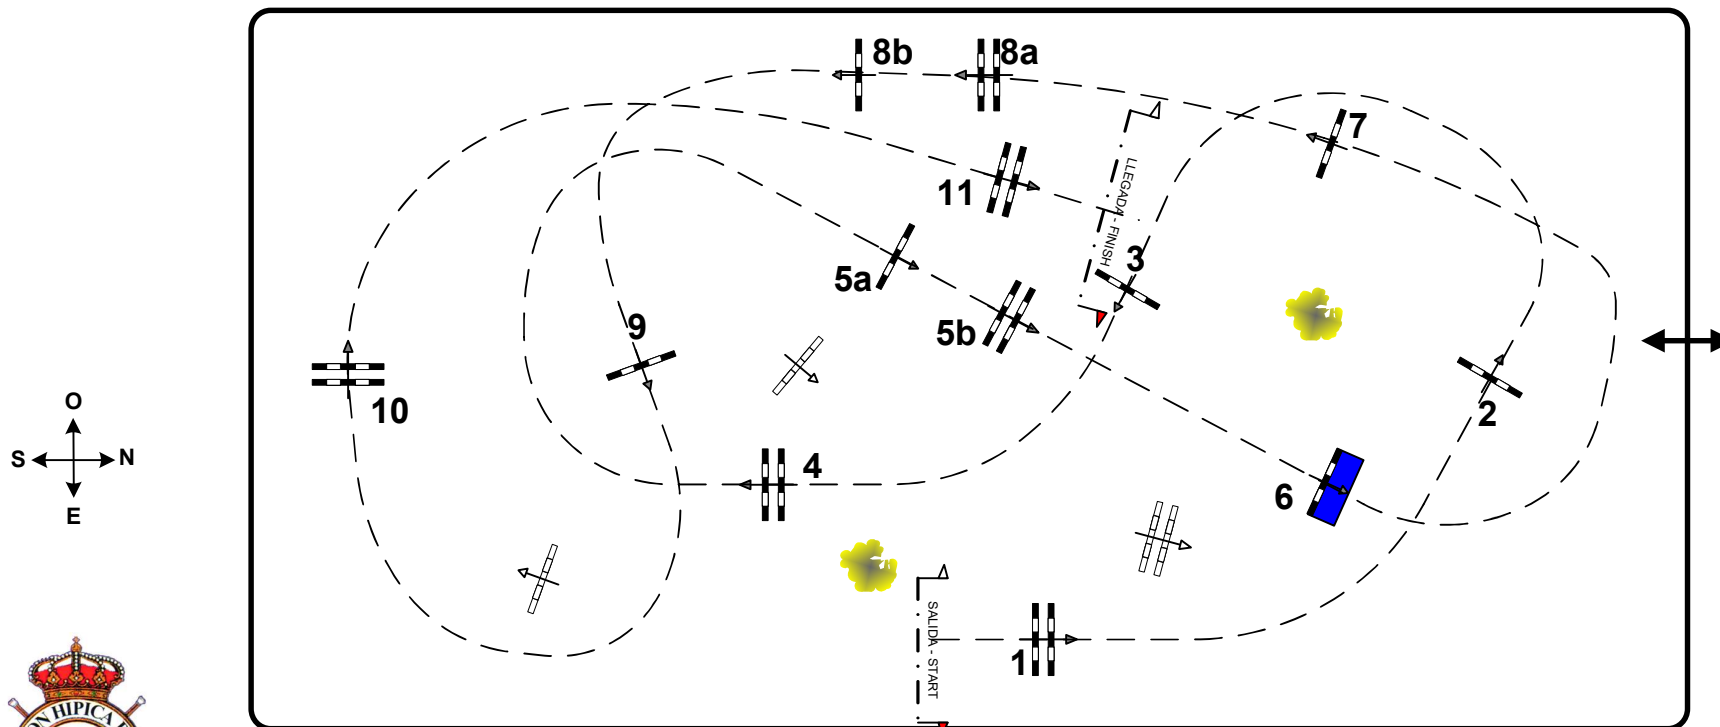 8b
8a
7
11
LLEGADA - FINISH
3
5a
5b
9
10
2
O
S
N
E
4
6
SALIDA - START
1
HIPICA